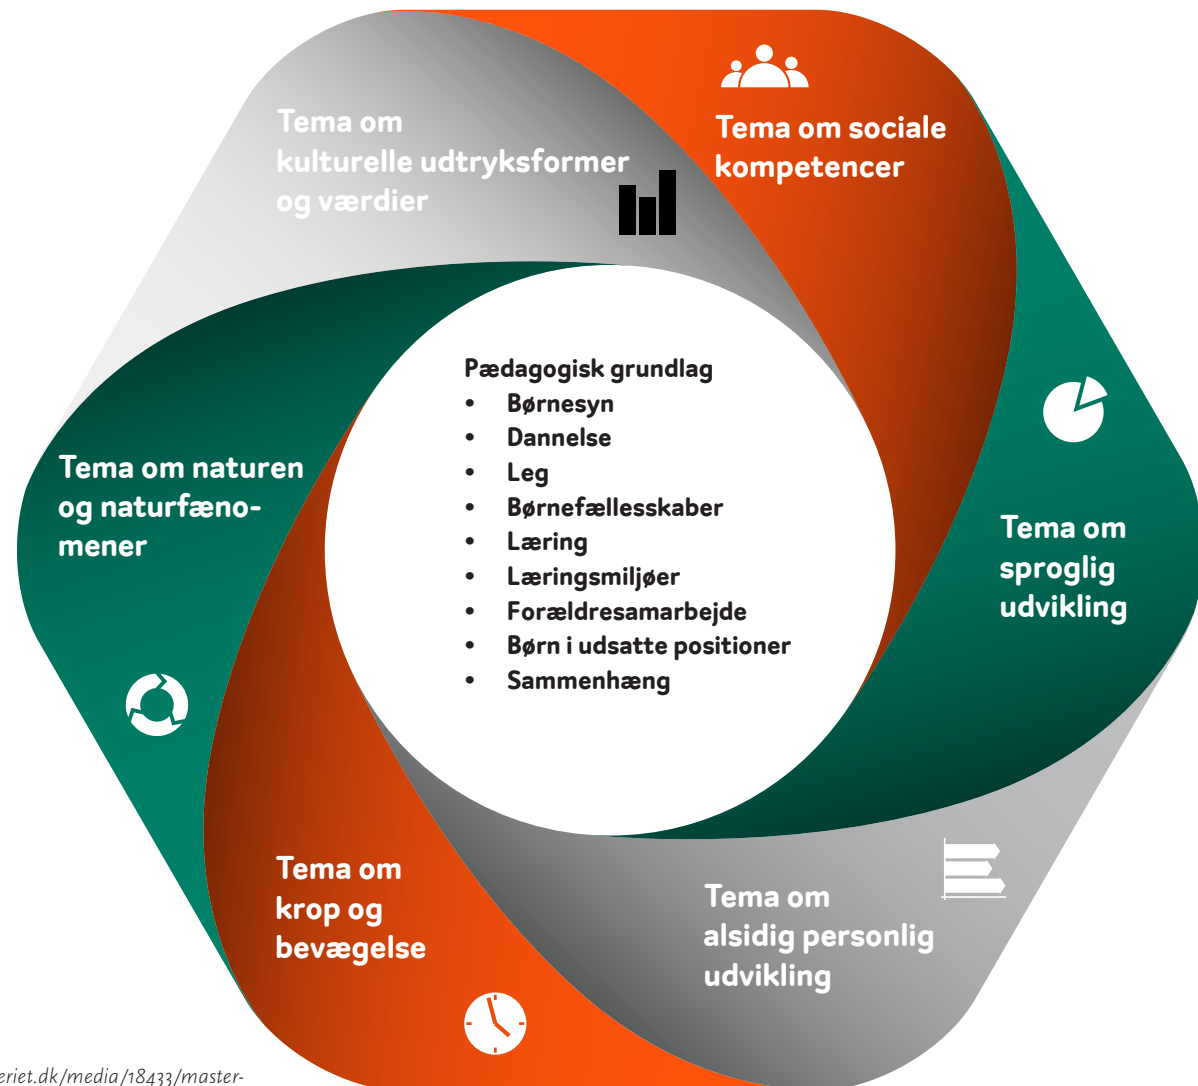 Tema om
kulturelle udtryksformer
og værdier
Tema om sociale
kompetencer
Tema om naturen
og naturfæno-
mener
Pædagogisk grundlag
• Børnesyn
• Dannelse
• Leg
• Børnefællesskaber
• Læring
• Læringsmiljøer
• Forældresamarbejde
• Børn i udsatte positioner
• Sammenhæng
Tema om
sproglig
udvikling
Tema om
krop og
bevægelse
Tema om
alsidig personlig
udvikling
eriet.dk/media/18433/master-